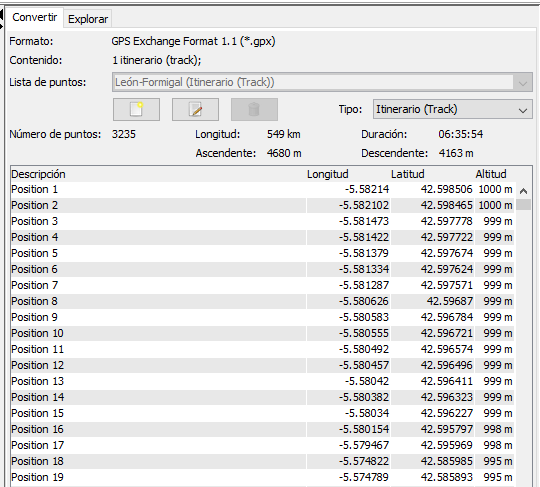 Convertir Explorar
Formato: GPS Exchange Format 1.1 (*.gpx)
Contenido: 1 itinerario (track);
Lista de puntos: León-Formigal (Itinerario (Track))
Tipo: Itinerario (Track)
Número de puntos: 3235 Longitud: 549 km Duración: 06:35:54
Ascendente: 4680 m Descendente: 4163 m
Descripción Longitud Latitud Altitud
Position 1 -5.58214 42.598506 1000 m
Position 2 -5.582102 42.598465 1000 m
Position 3 -5.581473 42.597778 999 m
Position 4 -5.581422 42.597722 999 m
Position 5 -5.581379 42.597674 999 m
Position 6 -5.581334 42.597624 999 m
Position 7 -5.581287 42.597571 999 m
Position 8 -5.580626 42.59687 999 m
Position 9 -5.580583 42.596784 999 m
Position 10 -5.580555 42.596721 999 m
Position 11 -5.580492 42.596574 999 m
Position 12 -5.580457 42.596496 999 m
Position 13 -5.58042 42.596411 999 m
Position 14 -5.580382 42.596323 999 m
Position 15 -5.58034 42.596227 999 m
Position 16 -5.580154 42.595797 998 m
Position 17 -5.579467 42.595969 998 m
Position 18 -5.574822 42.585985 995 m
Position 19 -5.574789 42.585893 995 m